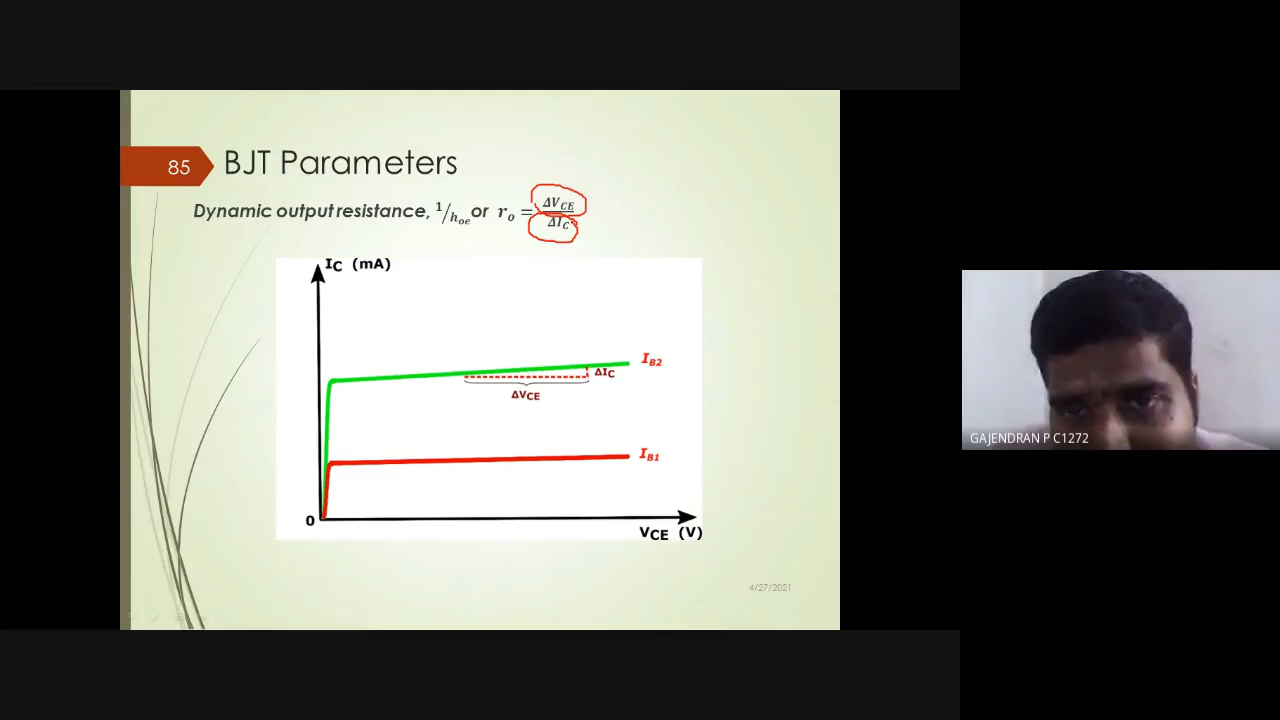 85
BJT Parameters
Dynamic output resistance, 1/hoe or ro = ΔVCE/ΔIC
IC (mA)
IB2
ΔIC
ΔVCE
IB1
0
VCE (V)
4/27/2021
GAJENDRAN P C1272